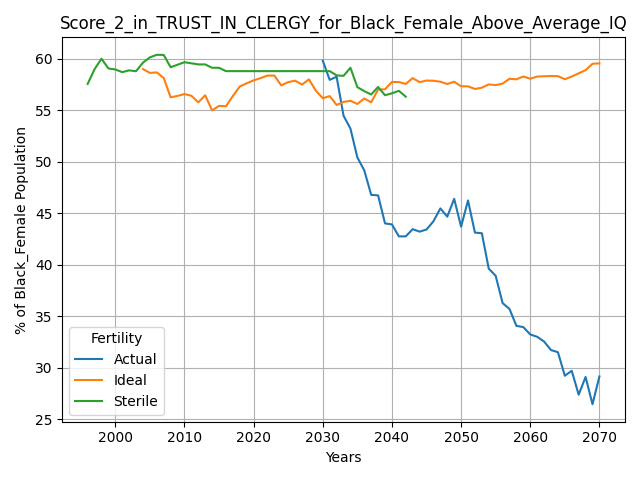 Score_2_in_TRUST_IN_CLERGY_for_Black_Female_Above_Average_IQ
% of Black_Female Population
60
55
50
45
40
35
30
25
Fertility
Actual
Ideal
Sterile
2000 2010 2020 2030 2040 2050 2060 2070
Years